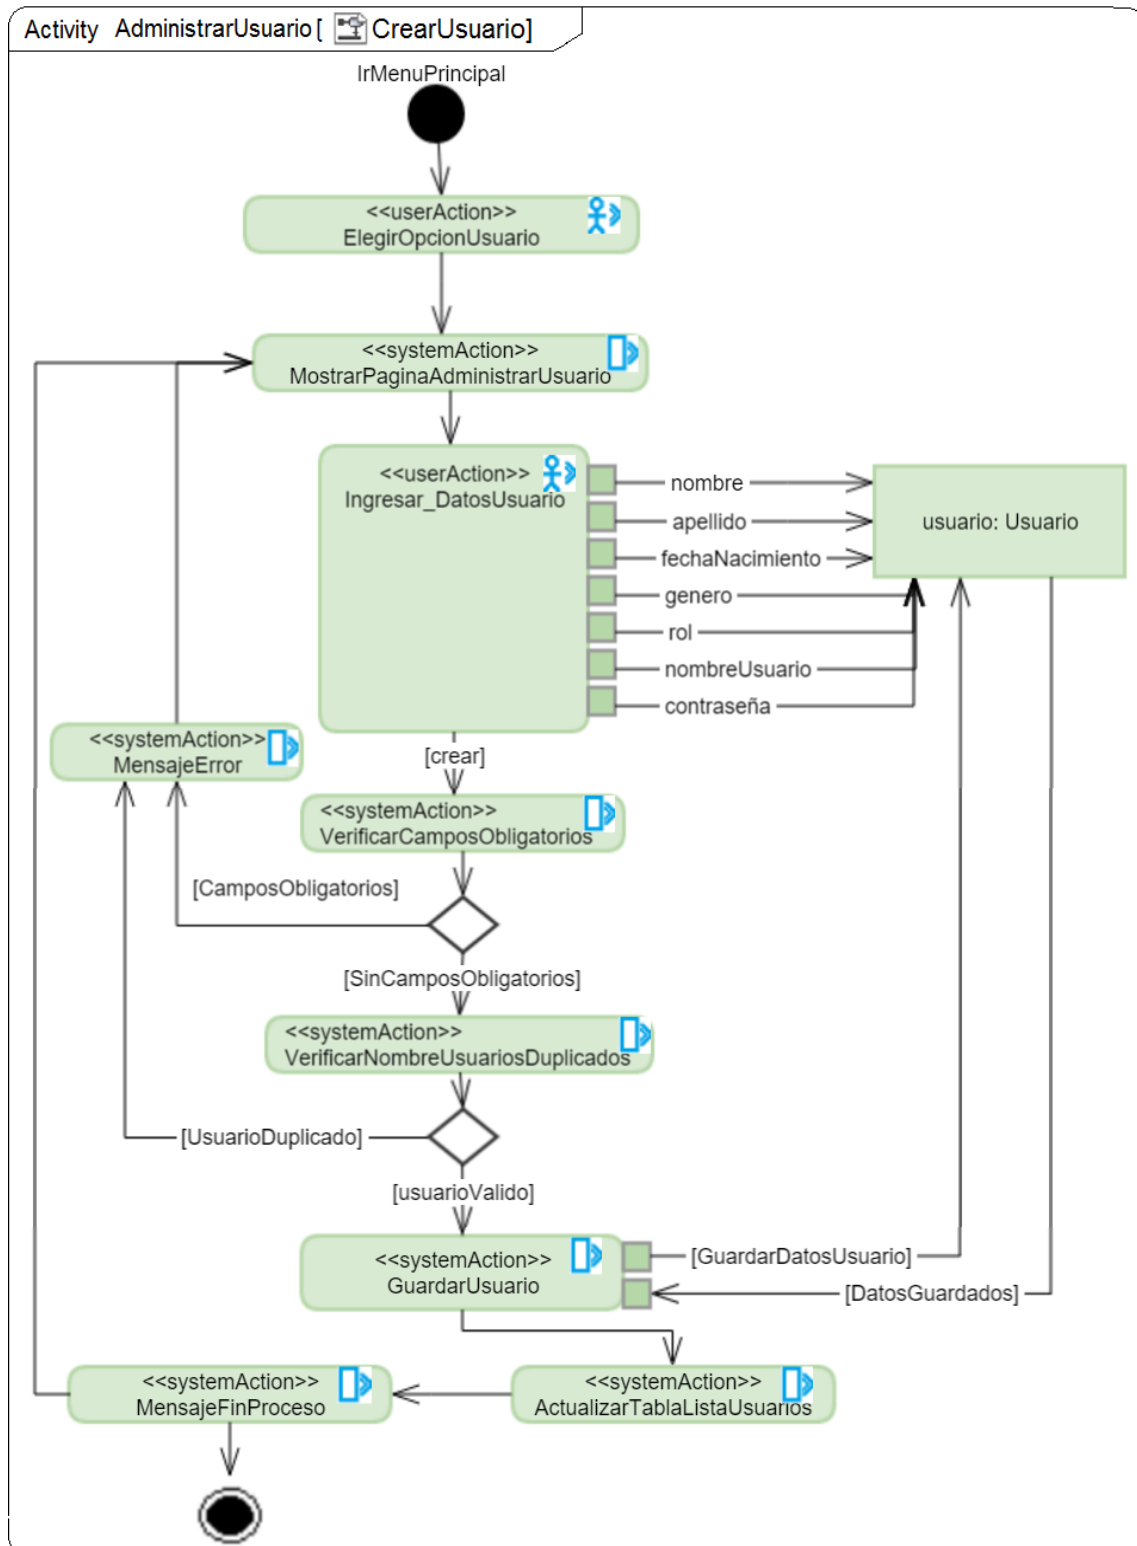 Activity AdministrarUsuario[ CrearUsuario]
IrMenuPrincipal
<<userAction>>
ElegirOpcionUsuario
<<systemAction>>
MostrarPaginaAdministrarUsuario
<<userAction>>
Ingresar_DatosUsuario
nombre
apellido
fechaNacimiento
genero
rol
nombreUsuario
contraseña
usuario: Usuario
<<systemAction>>
MensajeError
[crear]
<<systemAction>>
VerificarCamposObligatorios
[CamposObligatorios]
[SinCamposObligatorios]
<<systemAction>>
VerificarNombreUsuariosDuplicados
[UsuarioDuplicado]
[usuarioValido]
<<systemAction>>
GuardarUsuario
[GuardarDatosUsuario]
[DatosGuardados]
<<systemAction>>
MensajeFinProceso
<<systemAction>>
ActualizarTablaListaUsuarios